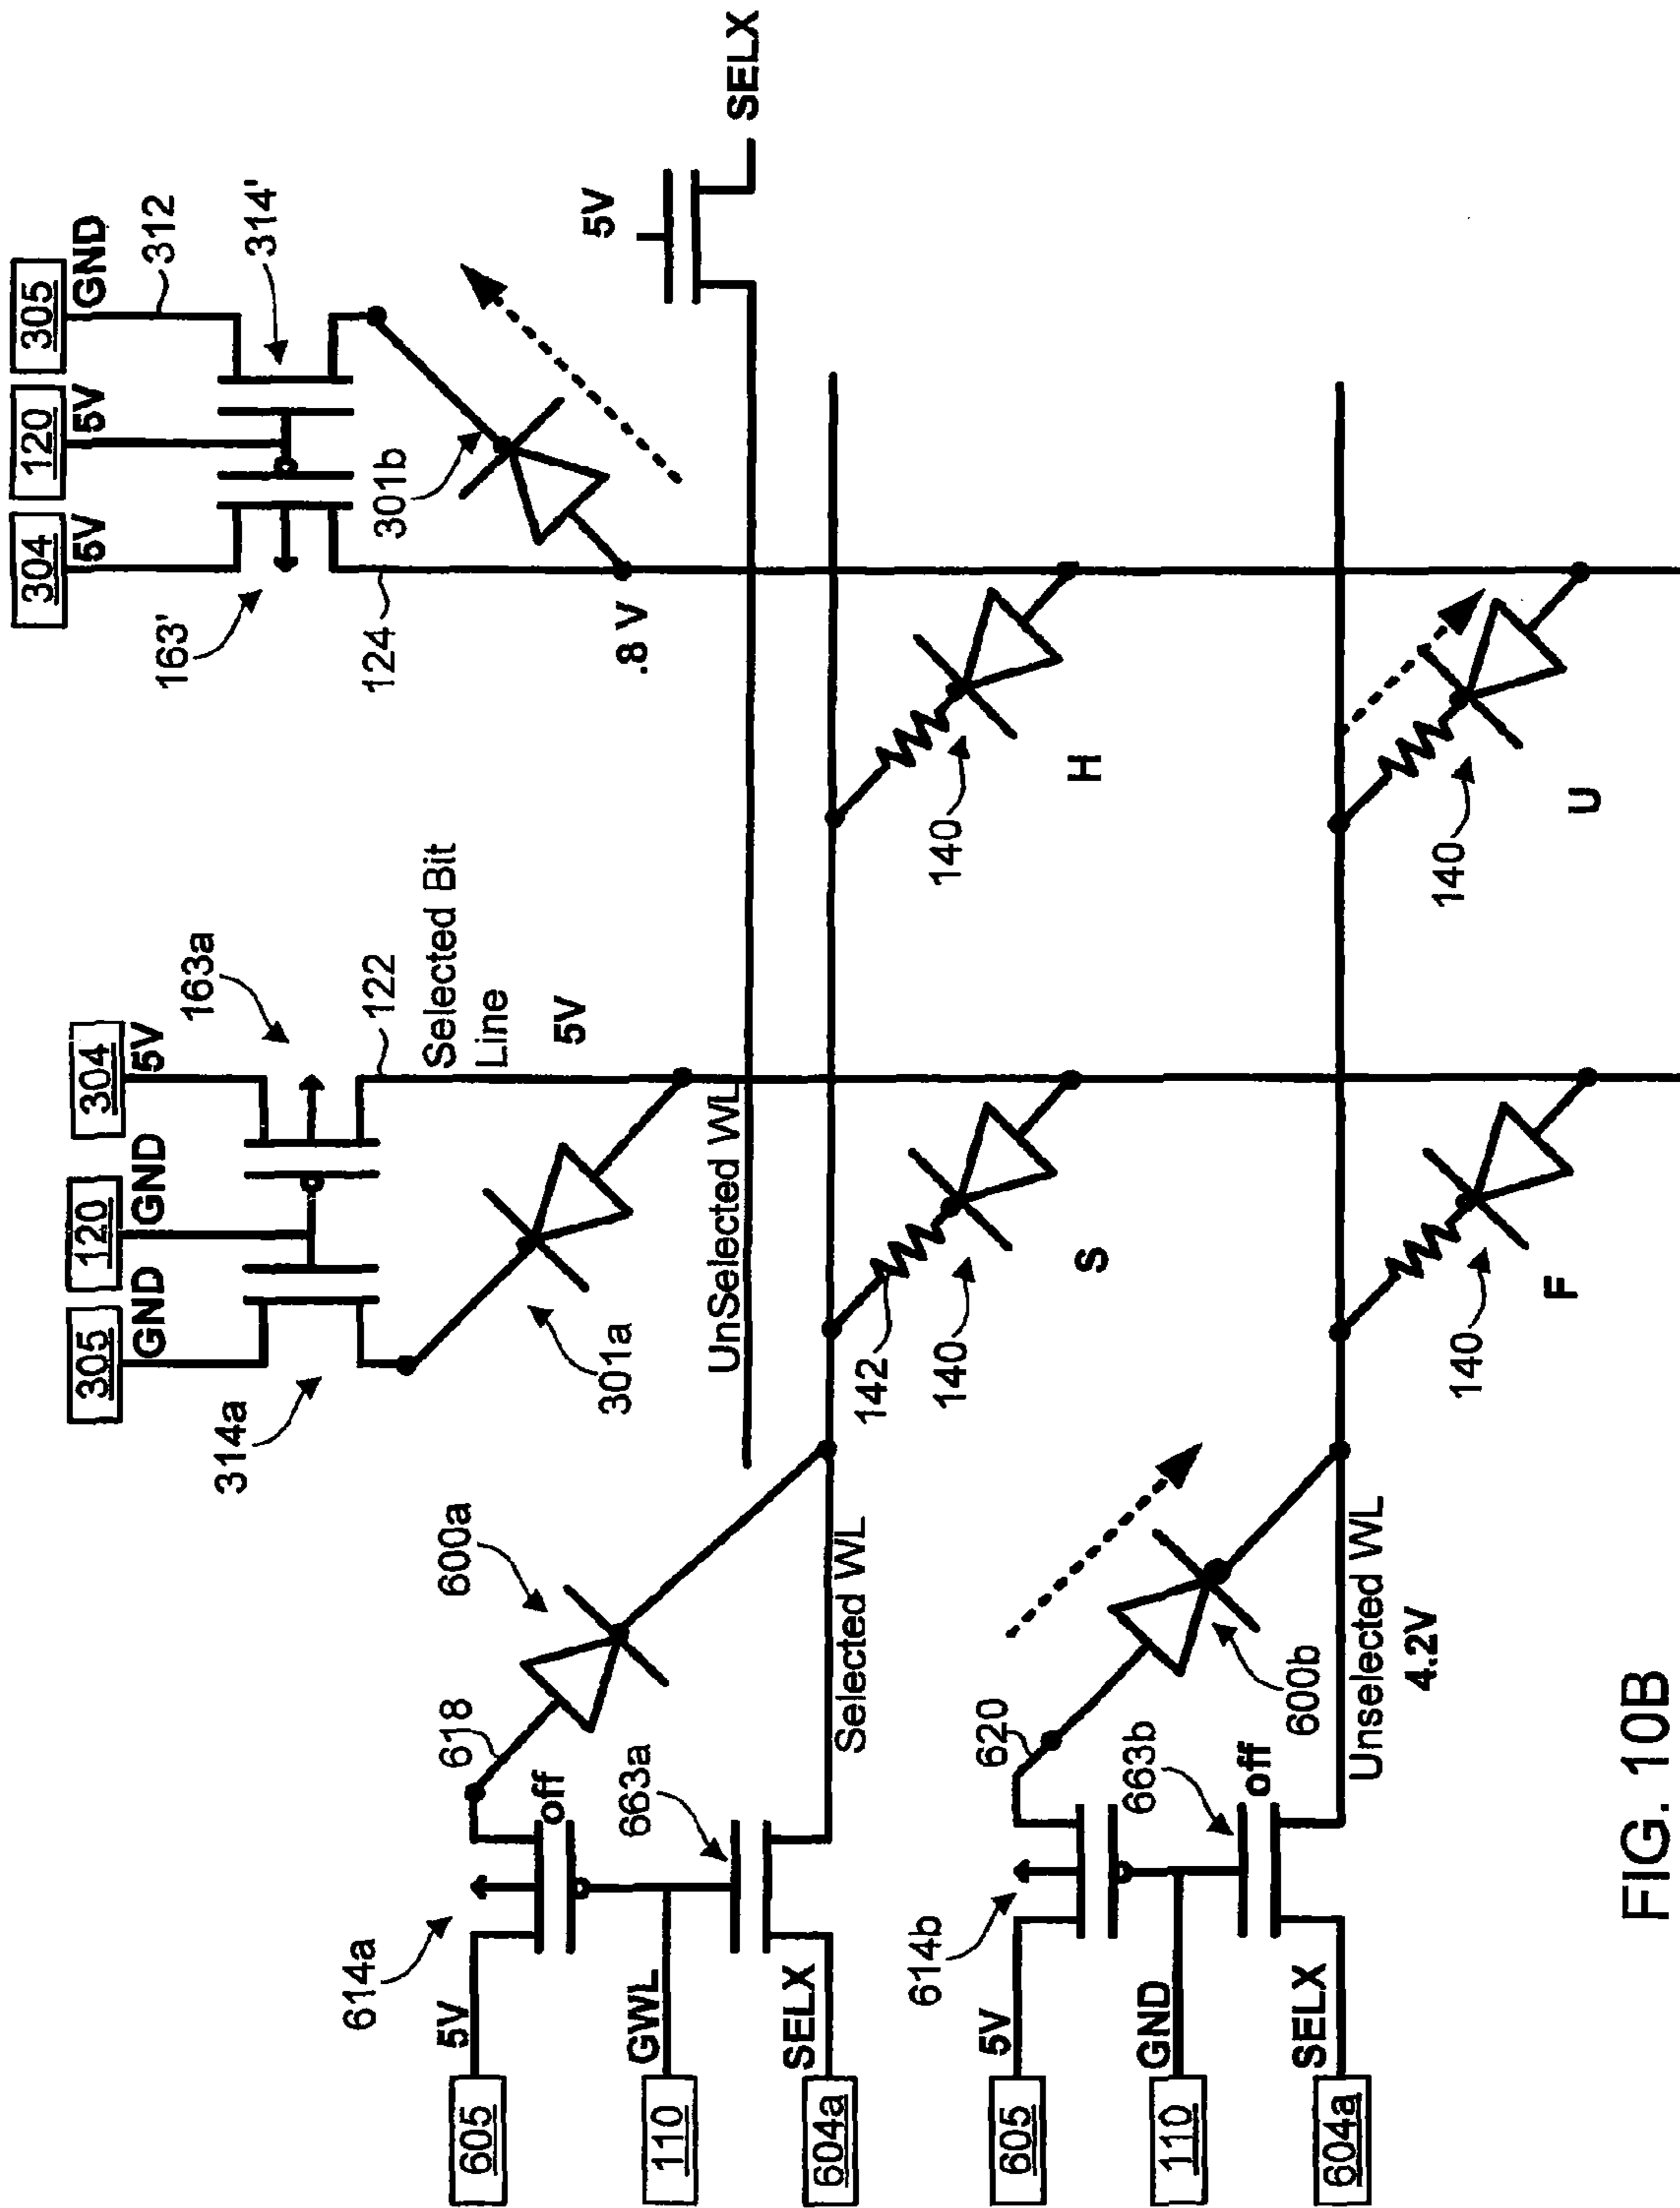 305
GND
120
GND
304
5V
314a
163a
122
Selected Bit
Line
5V
301a
304
5V
120
5V
305
GND
312
314'
163'
124
301b
.8 V
5V
SELX
UnSelected WL
605
5V
614a
618
off
600a
110
GWL
663a
604a
SELX
Selected WL
142
140
S
140
H
605
5V
614b
620
110
GND
663b
off
600b
604a
SELX
Unselected WL
4.2V
140
F
140
U
FIG. 10B